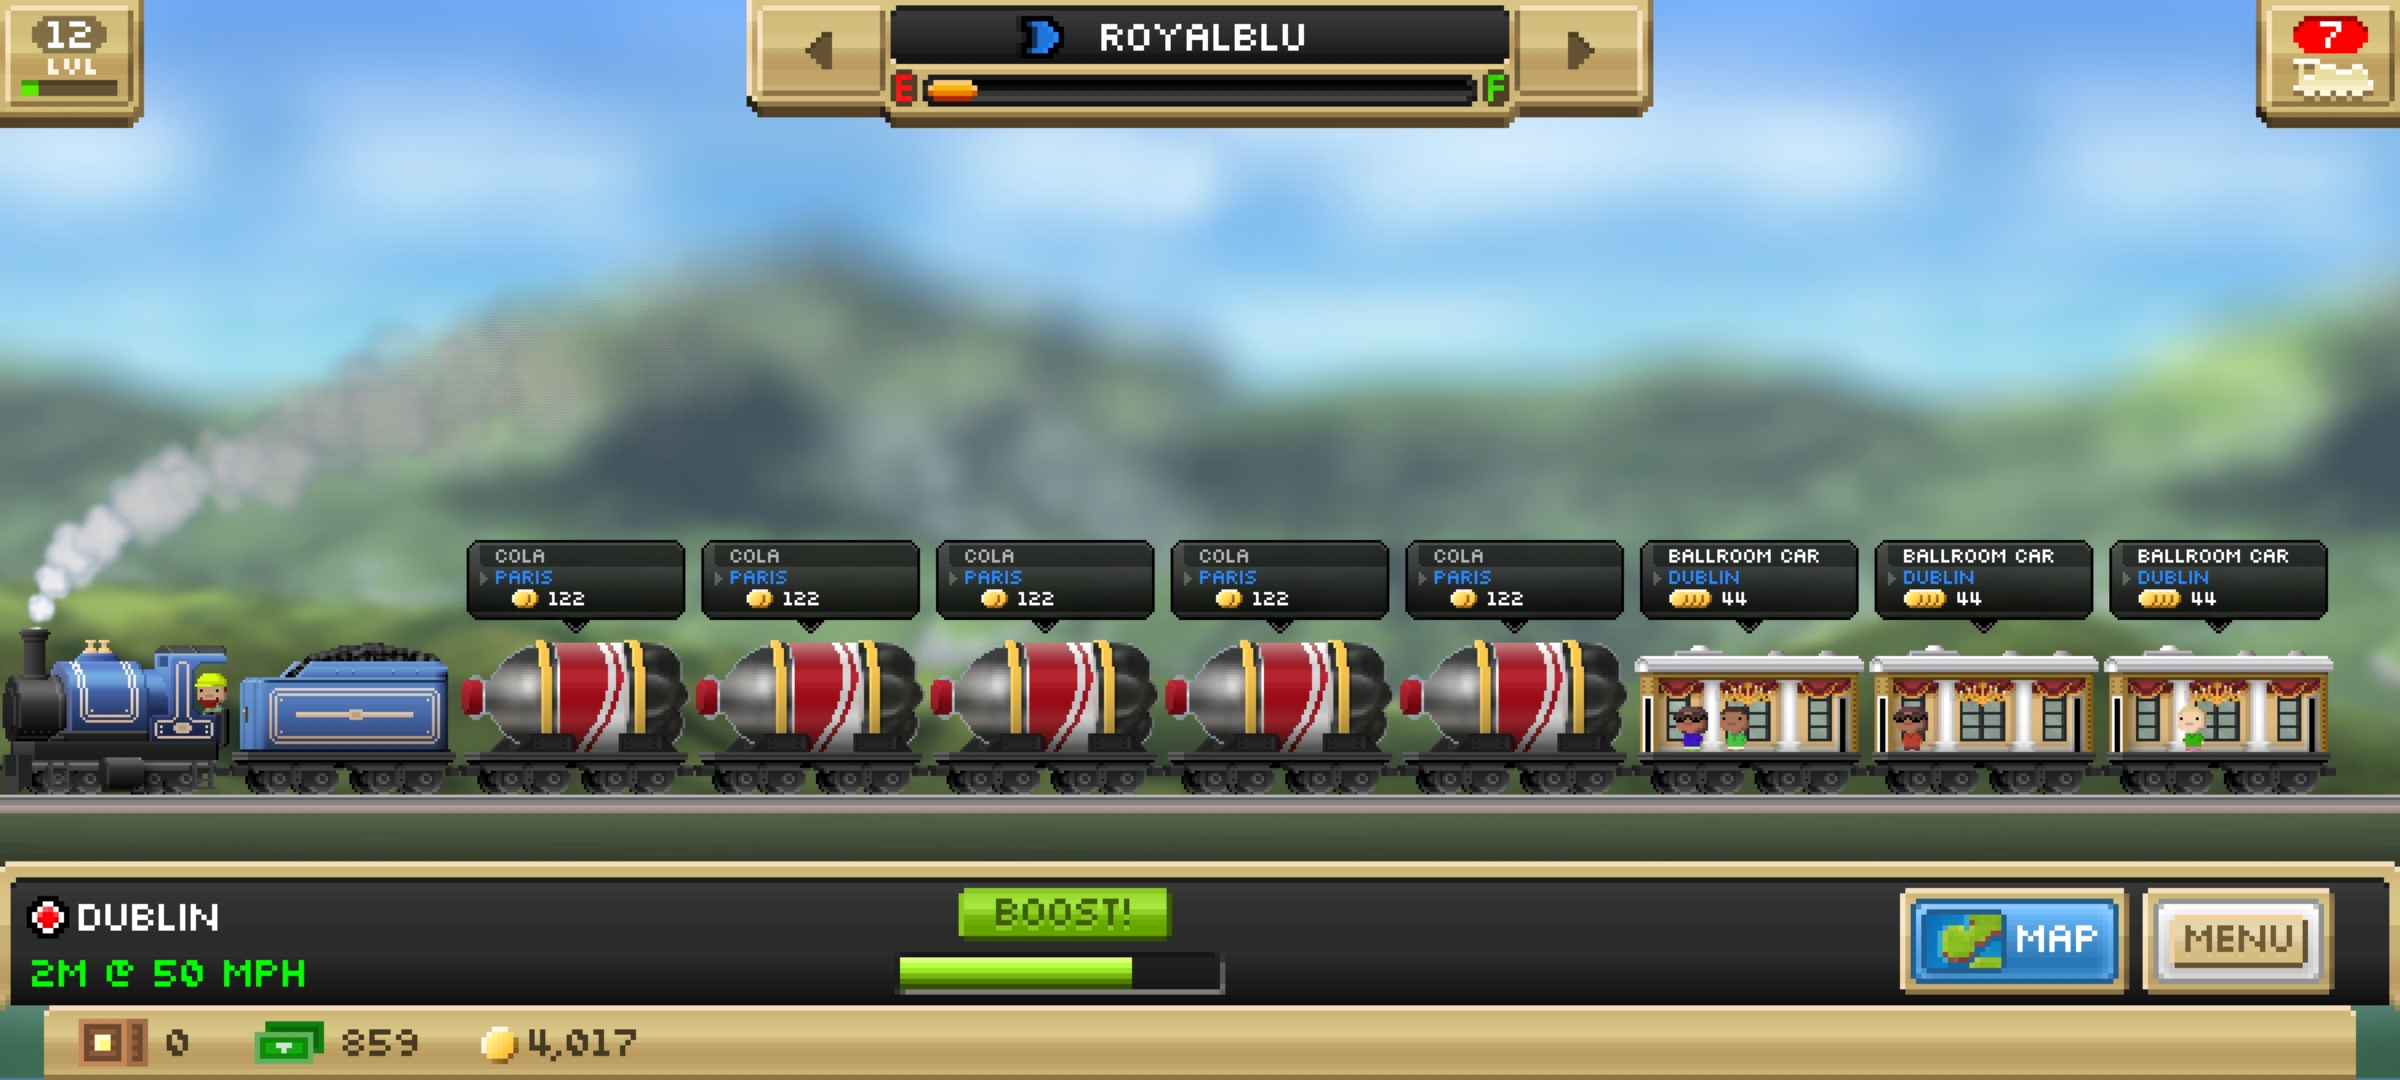 12
LVL
ROYALBLU
E
F
7
COLA
PARIS
122
COLA
PARIS
122
COLA
PARIS
122
COLA
PARIS
122
COLA
PARIS
122
BALLROOM CAR
DUBLIN
44
BALLROOM CAR
DUBLIN
44
BALLROOM CAR
DUBLIN
44
DUBLIN
2M @ 50 MPH
BOOST!
MAP
MENU
0
859
4,017